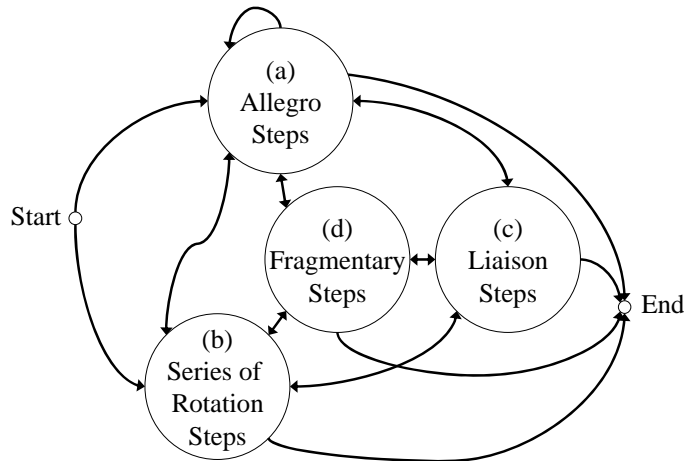 (a)
Allegro
Steps
Start
(d)
Fragmentary
Steps
(c)
Liaison
Steps
End
(b)
Series of
Rotation
Steps